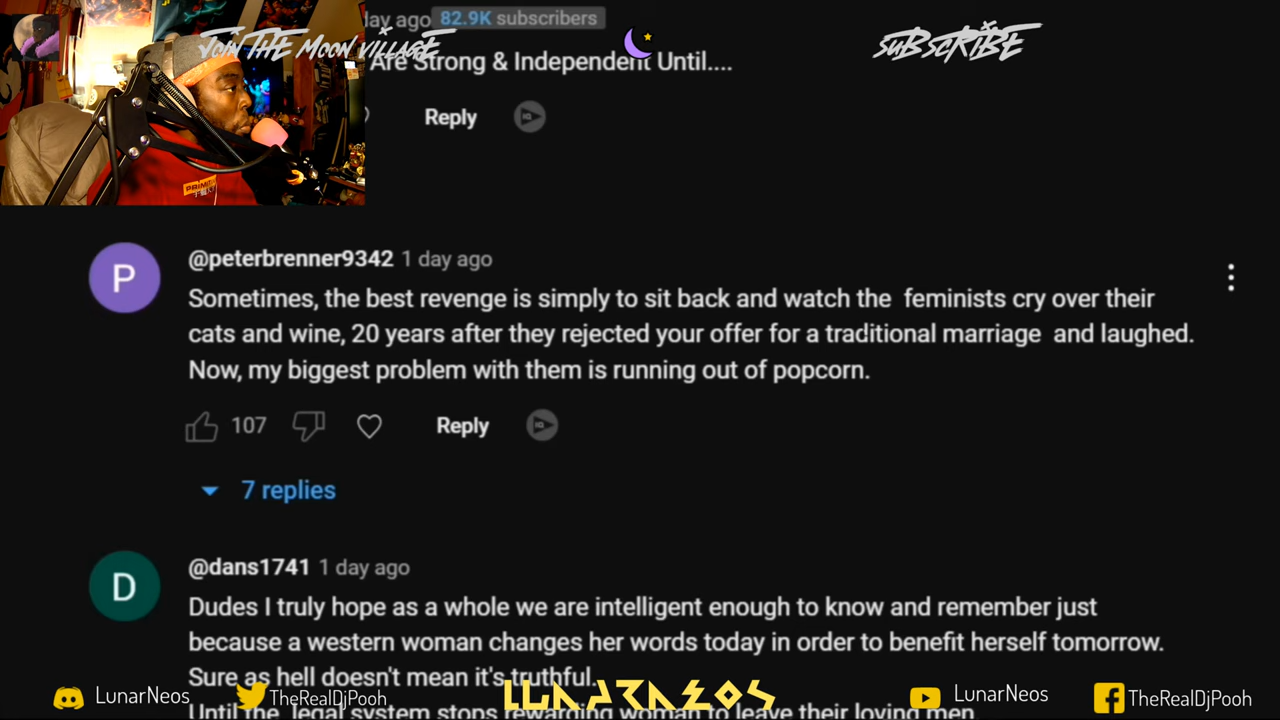 day ago 82.9K subscribers
JOIN THE MOON VILLAGE
SUBSCRIBE
Are Strong & Independent Until....
Reply
PRIMIT
P
@peterbrenner9342 1 day ago
Sometimes, the best revenge is simply to sit back and watch the feminists cry over their
cats and wine, 20 years after they rejected your offer for a traditional marriage and laughed.
Now, my biggest problem with them is running out of popcorn.
107 Reply
7 replies
D
@dans1741 1 day ago
Dudes I truly hope as a whole we are intelligent enough to know and remember just
because a western woman changes her words today in order to benefit herself tomorrow.
Sure as hell doesn't mean it's truthful.
Until the legal system stops rewarding woman to leave their loving men
LunarNeos TheRealDjPooh LUNARNEOS LunarNeos TheRealDjPooh